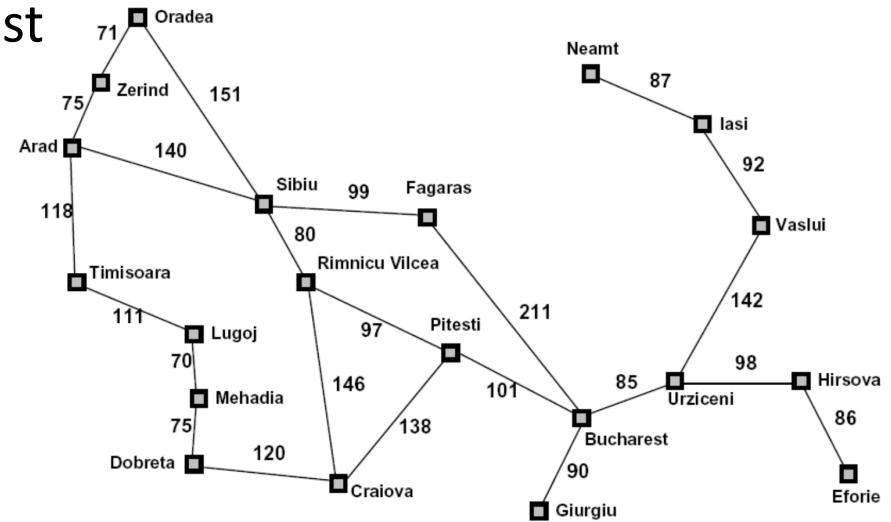 st
Oradea
71
Neamt
87
Zerind
151
75
Iasi
Arad
140
92
Sibiu
99
Fagaras
118
80
Vaslui
Rimnicu Vilcea
Timisoara
142
111
211
Lugoj
97
Pitesti
70
98
146
101
85
Hirsova
Mehadia
Urziceni
75
138
86
Bucharest
120
Dobreta
90
Craiova
Eforie
Giurgiu